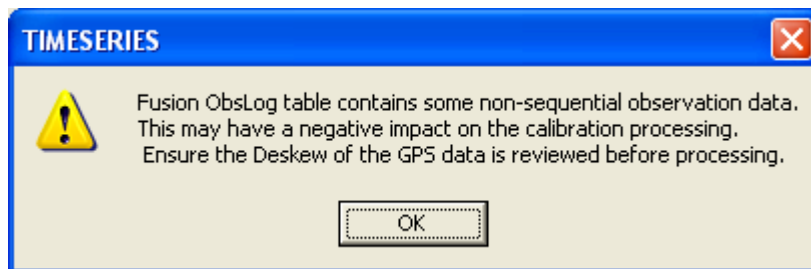 TIMESERIES
Fusion ObsLog table contains some non-sequential observation data.
This may have a negative impact on the calibration processing.
Ensure the Deskew of the GPS data is reviewed before processing.
OK